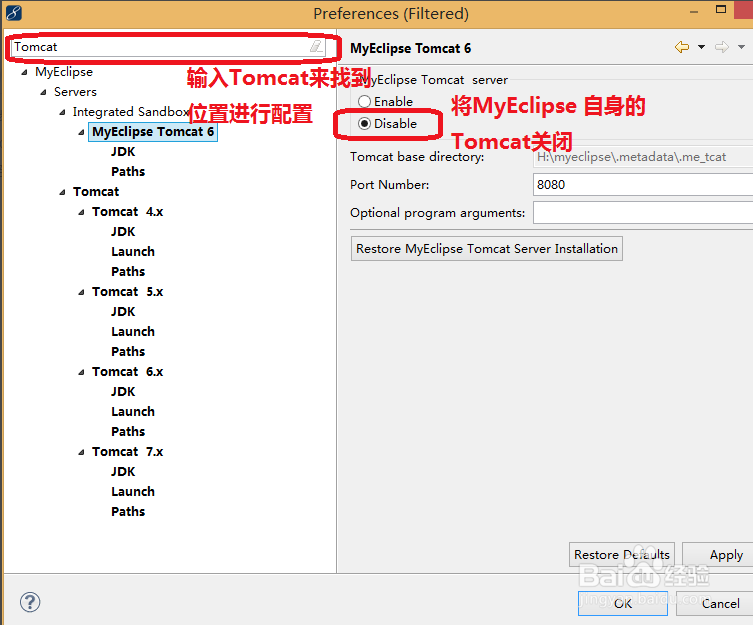 Preferences (Filtered)
Tomcat
MyEclipse
Servers
Integrated Sandbox
MyEclipse Tomcat 6
JDK
Paths
Tomcat
Tomcat 4.x
JDK
Launch
Paths
Tomcat 5.x
JDK
Launch
Paths
Tomcat 6.x
JDK
Launch
Paths
Tomcat 7.x
JDK
Launch
Paths
输入Tomcat来找到
位置进行配置
MyEclipse Tomcat 6
MyEclipse Tomcat server
Enable
Disable
将MyEclipse 自身的
Tomcat关闭
Tomcat base directory:
H:\myeclipse\.metadata\.me_tcat
Port Number:
8080
Optional program arguments:
Restore MyEclipse Tomcat Server Installation
Restore Defaults
Apply
Baidu 经验
jingyan.baidu.com
OK
Cancel